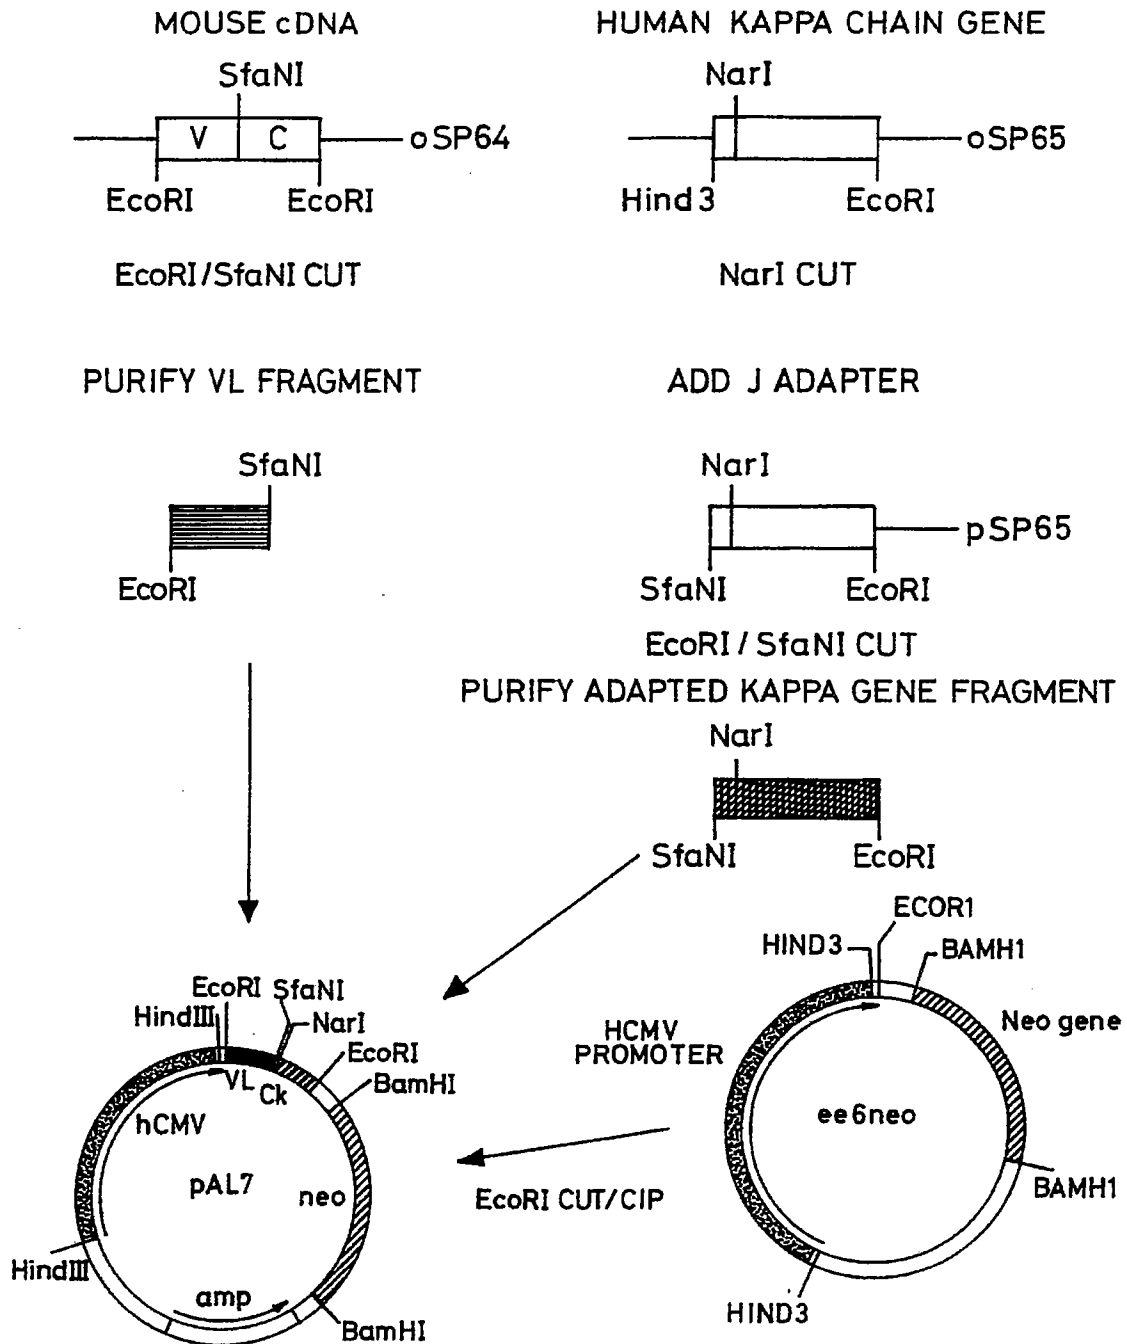 MOUSE cDNA
SfaNI
V C
oSP64
EcoRI EcoRI
EcoRI/SfaNI CUT
PURIFY VL FRAGMENT
SfaNI
EcoRI
HUMAN KAPPA CHAIN GENE
NarI
oSP65
Hind3 EcoRI
NarI CUT
ADD J ADAPTER
NarI
pSP65
SfaNI EcoRI
EcoRI / SfaNI CUT
PURIFY ADAPTED KAPPA GENE FRAGMENT
NarI
SfaNI EcoRI
EcoRI SfaNI
HindIII NarI
EcoRI
BamHI
VL Ck
hCMV
pAL7
neo
HindIII
amp
BamHI
EcoRI CUT/CIP
ECOR1
HIND3 BAMH1
HCMV
PROMOTER
Neo gene
ee6neo
BAMH1
HIND3